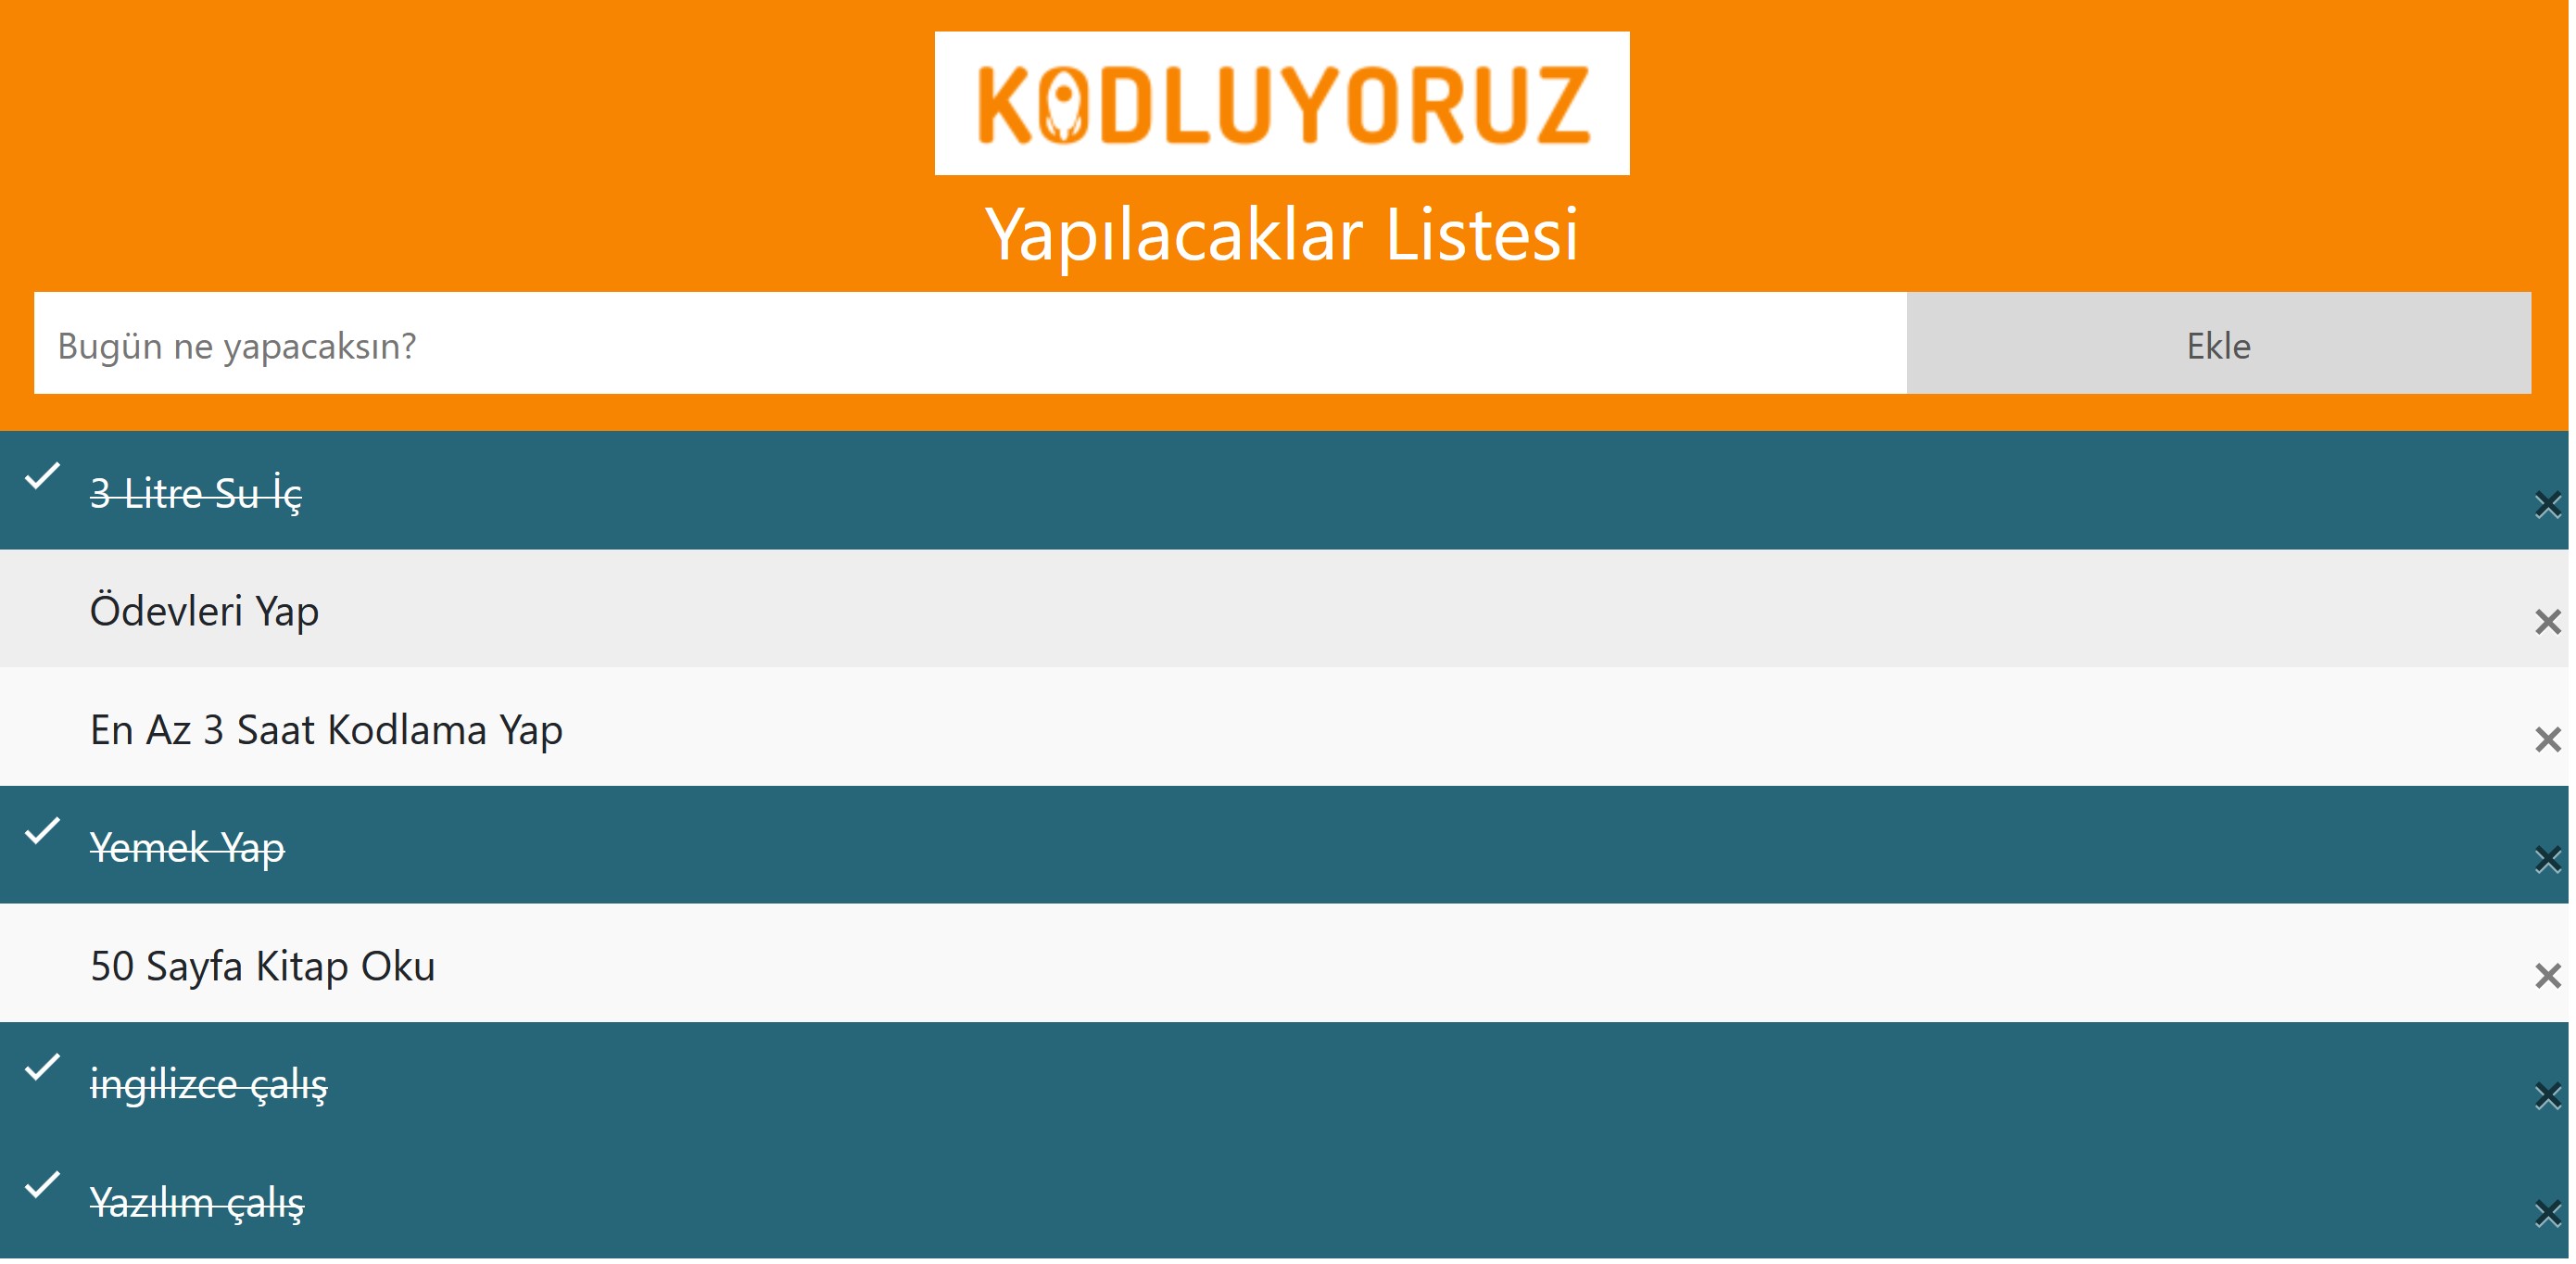 KODLUYORUZ
Yapılacaklar Listesi
Bugün ne yapacaksın?
Ekle
3 Litre Su İç
Ödevleri Yap
En Az 3 Saat Kodlama Yap
Yemek Yap
50 Sayfa Kitap Oku
ingilizce çalış
Yazılım çalış